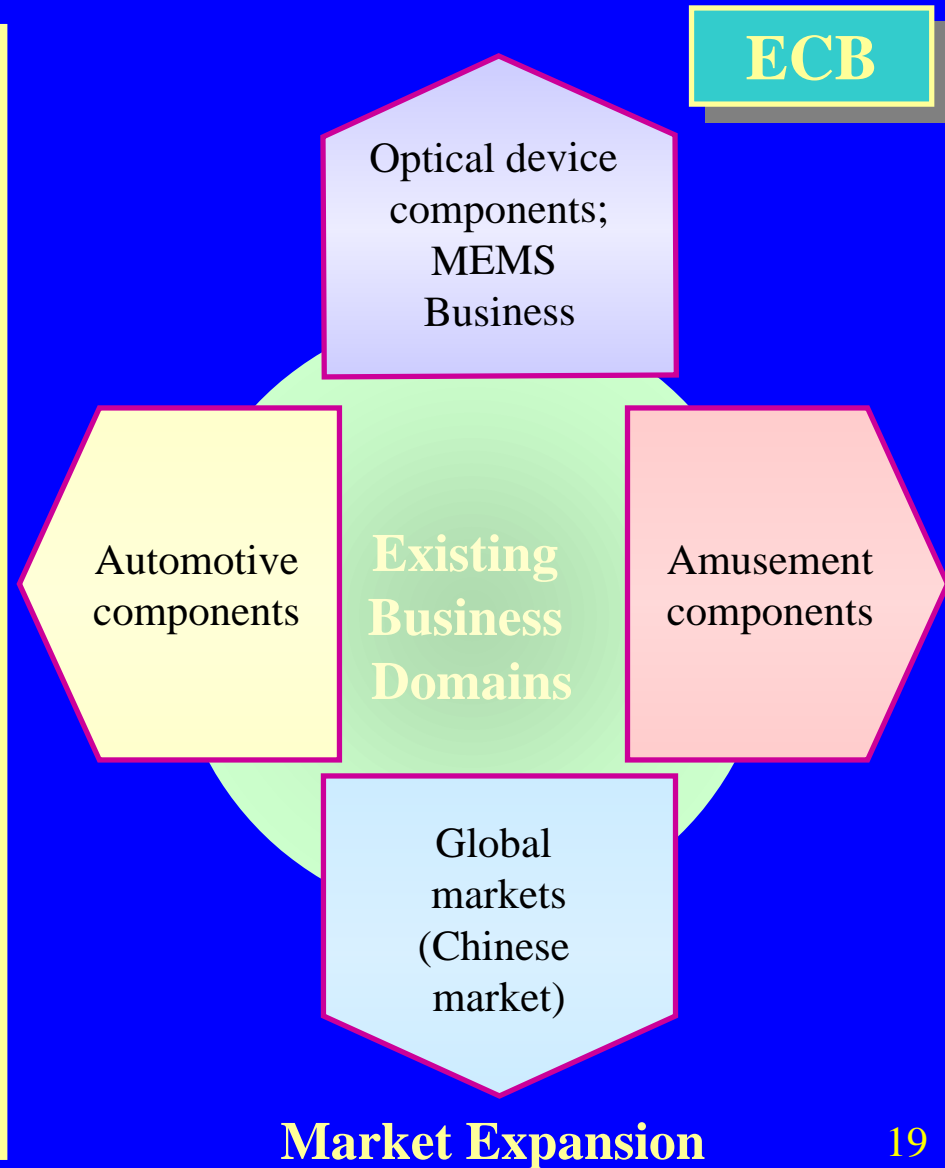 ECB
Optical device
components;
MEMS
Business
Automotive
components
Existing
Business
Domains
Amusement
components
Global
markets
(Chinese
market)
Market Expansion
19